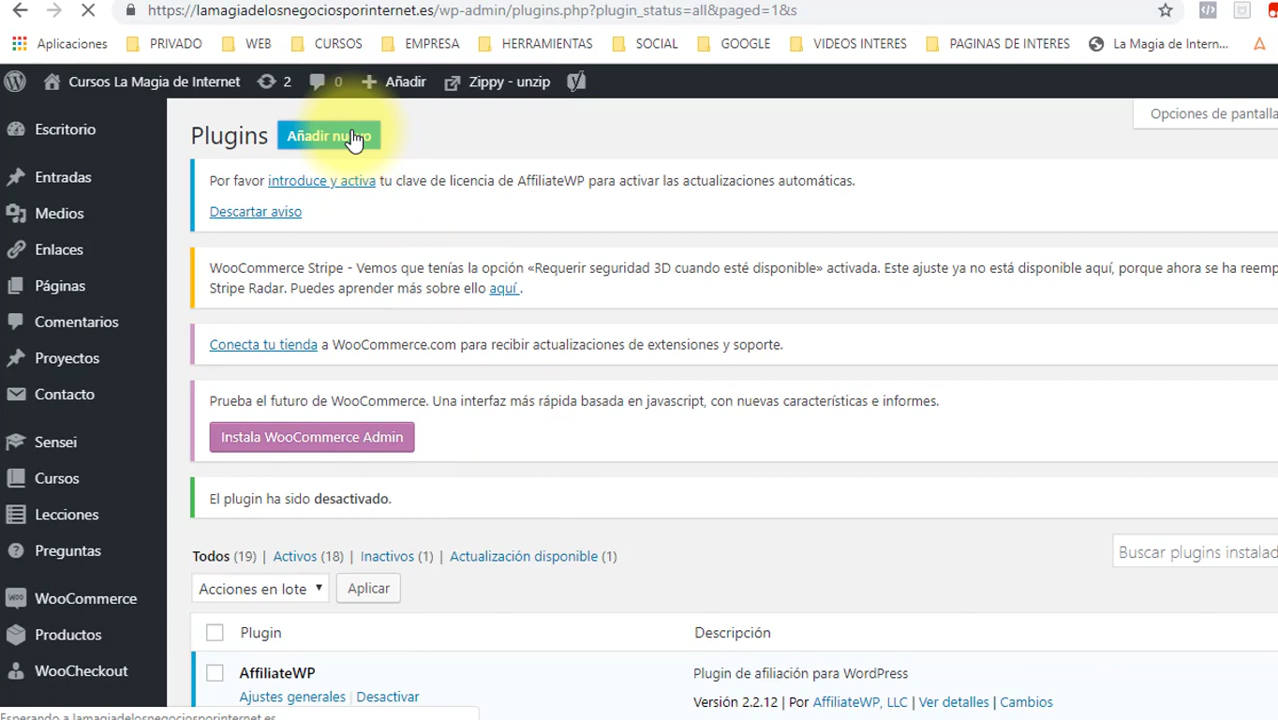 https://lamagiadelosnegociosporinternet.es/wp-admin/plugins.php?plugin_status=all&paged=1&s
Aplicaciones PRIVADO WEB CURSOS EMPRESA HERRAMIENTAS SOCIAL GOOGLE VIDEOS INTERES PAGINAS DE INTERES La Magia de Intern...
Cursos La Magia de Internet 2 0 Añadir Zippy - unzip
Opciones de pantalla
Plugins Añadir nuevo
Escritorio
Entradas
Medios
Enlaces
Páginas
Comentarios
Proyectos
Contacto
Sensei
Cursos
Lecciones
Preguntas
WooCommerce
Productos
WooCheckout
Por favor introduce y activa tu clave de licencia de AffiliateWP para activar las actualizaciones automáticas.
Descartar aviso
WooCommerce Stripe - Vemos que tenías la opción «Requerir seguridad 3D cuando esté disponible» activada. Este ajuste ya no está disponible aquí, porque ahora se ha reemp
Stripe Radar. Puedes aprender más sobre ello aquí .
Conecta tu tienda a WooCommerce.com para recibir actualizaciones de extensiones y soporte.
Prueba el futuro de WooCommerce. Una interfaz más rápida basada en javascript, con nuevas características e informes.
Instala WooCommerce Admin
El plugin ha sido desactivado.
Todos (19) | Activos (18) | Inactivos (1) | Actualización disponible (1)
Buscar plugins instalad
Acciones en lote Aplicar
Plugin Descripción
AffiliateWP Plugin de afiliación para WordPress
Ajustes generales | Desactivar
Versión 2.2.12 | Por AffiliateWP, LLC | Ver detalles | Cambios
Esperando a lamagiadelosnegociosporinternet.es